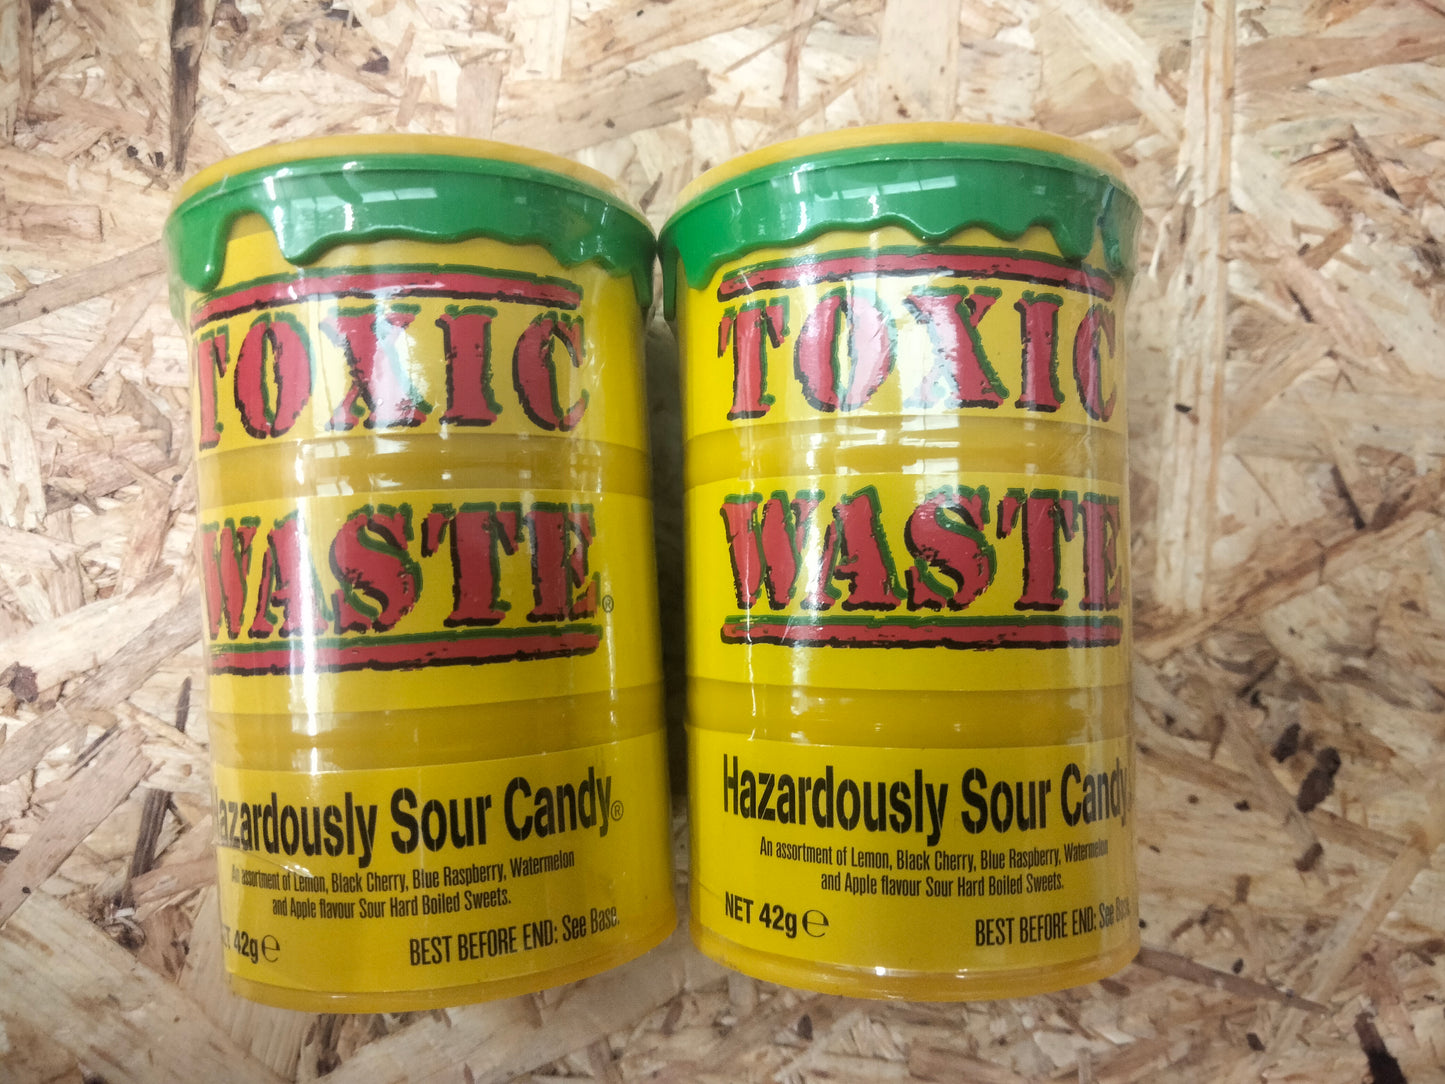 TOXIC
WASTE®
Hazardously Sour Candy®
An assortment of Lemon, Black Cherry, Blue Raspberry, Watermelon
and Apple flavour Sour Hard Boiled Sweets.
42g ℮
BEST BEFORE END: See Base.
TOXIC
WASTE
Hazardously Sour Candy
An assortment of Lemon, Black Cherry, Blue Raspberry, Watermelon
and Apple flavour Sour Hard Boiled Sweets.
NET 42g ℮
BEST BEFORE END: See Base.